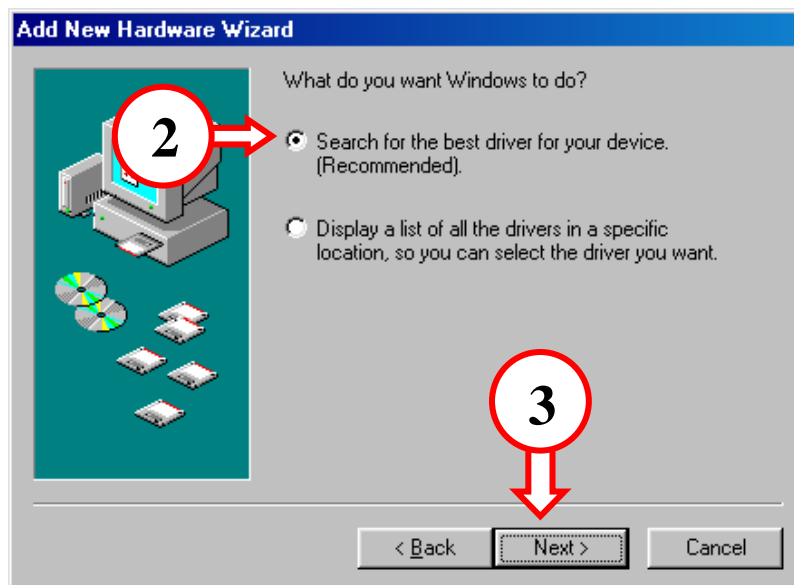 Add New Hardware Wizard
What do you want Windows to do?
2
Search for the best driver for your device.
(Recommended).
Display a list of all the drivers in a specific
location, so you can select the driver you want.
3
< Back Next > Cancel